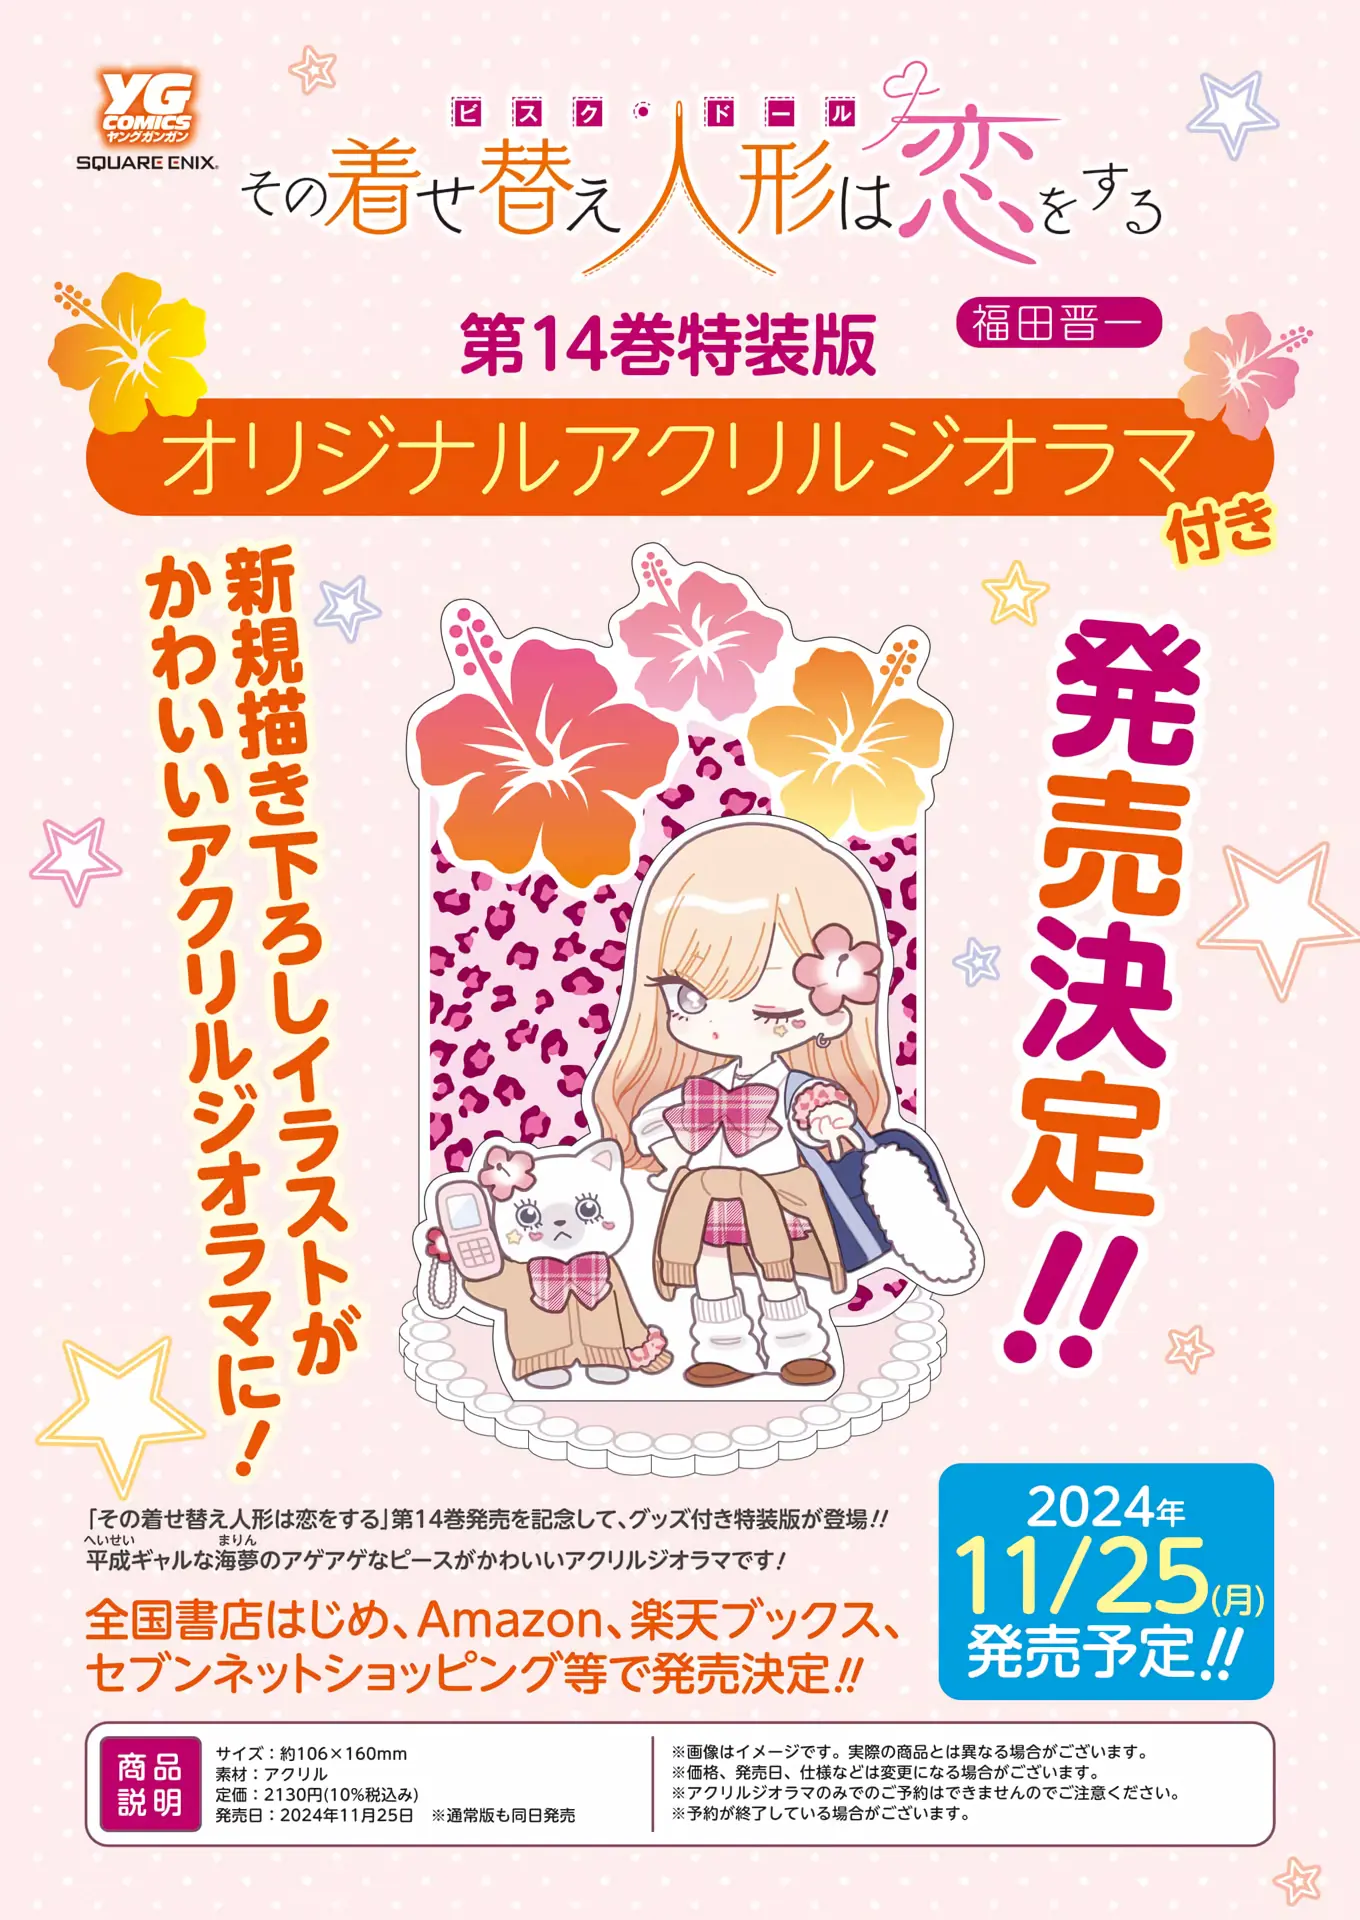 YG
COMICS
ヤングガンガン
SQUARE ENIX®
ビスク・ドール
その着せ替え人形は恋をする
福田晋一
第14巻特装版
オリジナルアクリルジオラマ
付き
新規描き下ろしイラストが
かわいいアクリルジオラマに!
発売決定!!
「その着せ替え人形は恋をする」第14巻発売を記念して、グッズ付き特装版が登場!!
へいせい まりん
平成ギャルな海夢のアゲアゲなピースがかわいいアクリルジオラマです!
全国書店はじめ、Amazon、楽天ブックス、
セブンネットショッピング等で発売決定!!
2024年
11/25(月)
発売予定!!
商品
説明
サイズ:約106×160mm
素材:アクリル
定価:2130円(10%税込み)
発売日:2024年11月25日 ※通常版も同日発売
※画像はイメージです。実際の商品とは異なる場合がございます。
※価格、発売日、仕様などは変更になる場合がございます。
※アクリルジオラマのみでのご予約はできませんのでご注意ください。
※予約が終了している場合がございます。